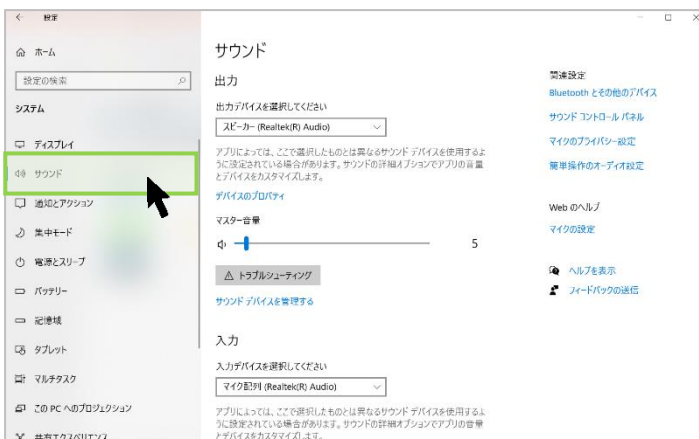 設定
ホーム
設定の検索
システム
ディスプレイ
サウンド
通知とアクション
集中モード
電源とスリープ
バッテリー
記憶域
タブレット
マルチタスク
この PC へのプロジェクション
共有エクスペリエンス
サウンド
出力
出力デバイスを選択してください
スピーカー (Realtek(R) Audio)
アプリによっては、ここで選択したものとは異なるサウンド デバイスを使用するよ
うに設定されている場合があります。サウンドの詳細オプションでアプリの音量
とデバイスをカスタマイズします。
デバイスのプロパティ
マスター音量
5
トラブルシューティング
サウンド デバイスを管理する
入力
入力デバイスを選択してください
マイク配列 (Realtek(R) Audio)
アプリによっては、ここで選択したものとは異なるサウンド デバイスを使用するよ
うに設定されている場合があります。サウンドの詳細オプションでアプリの音量
とデバイスをカスタマイズします。
関連設定
Bluetooth とその他のデバイス
サウンド コントロール パネル
マイクのプライバシー設定
簡単操作のオーディオ設定
Web のヘルプ
マイクの設定
ヘルプを表示
フィードバックの送信